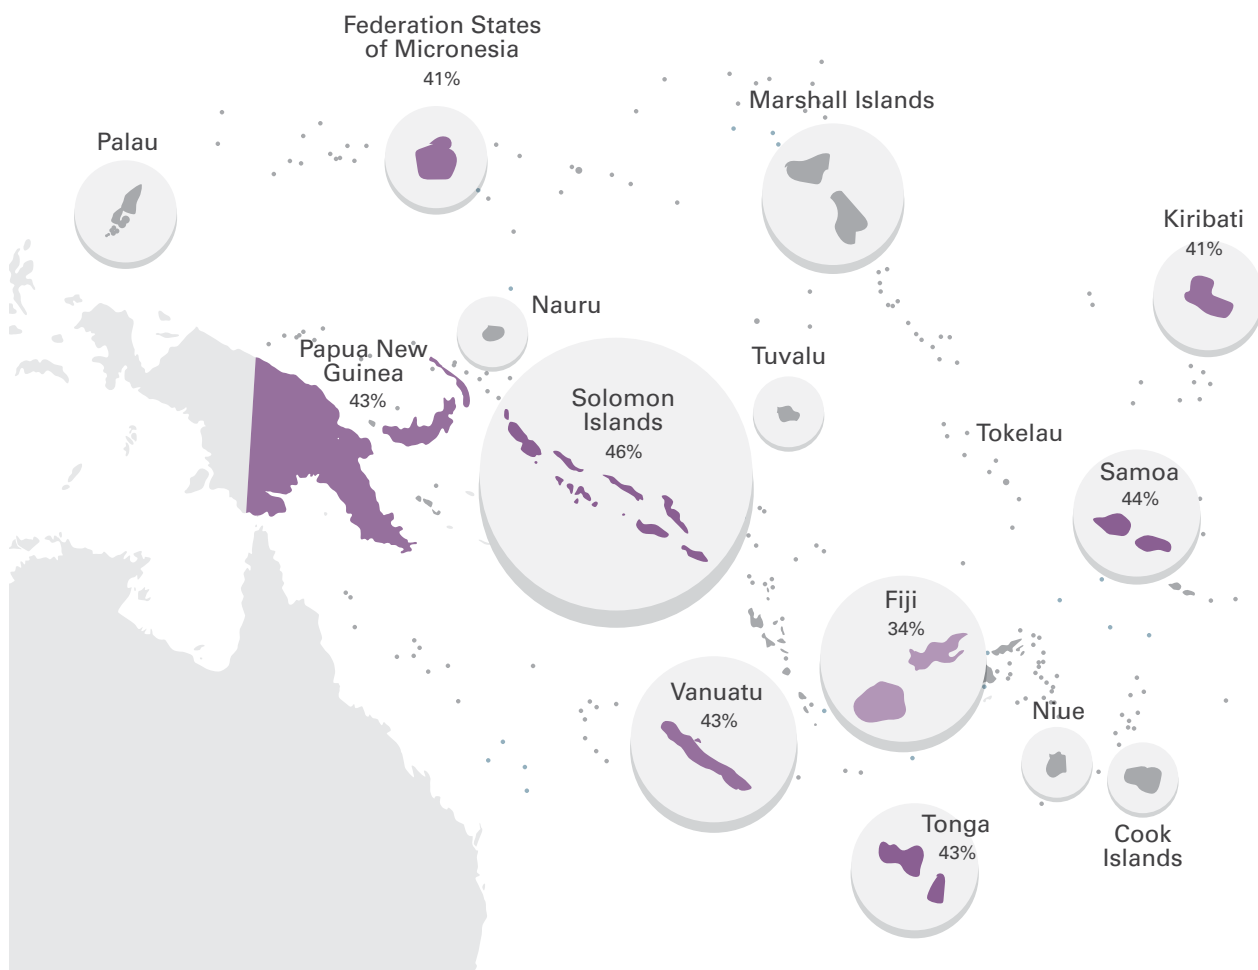 Federation States
of Micronesia
41%
Marshall Islands
Palau
Kiribati
41%
Nauru
Papua New
Guinea
43%
Tuvalu
Solomon
Islands
46%
Tokelau
Samoa
44%
Fiji
34%
Vanuatu
43%
Niue
Tonga
43%
Cook
Islands